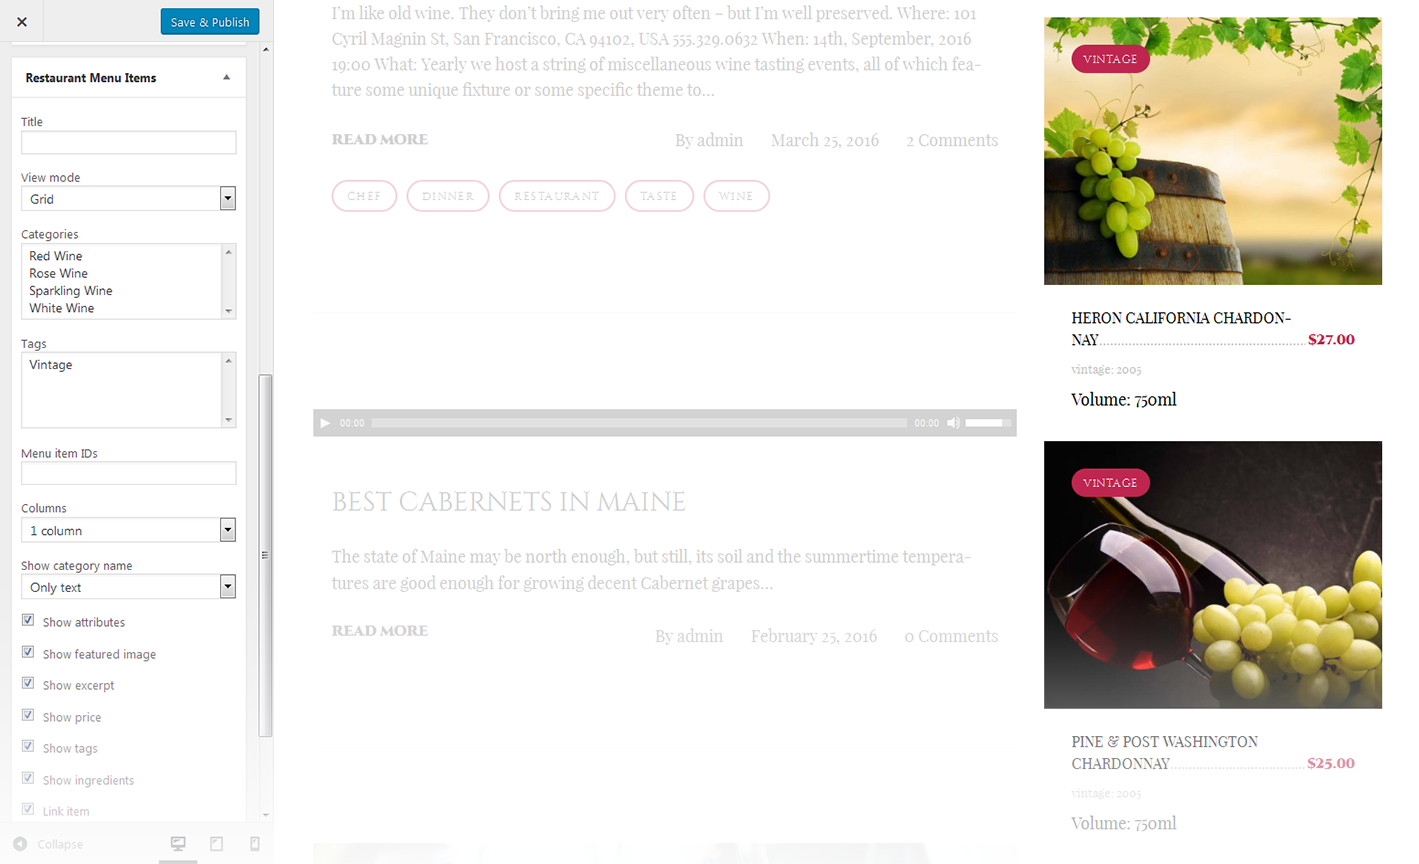 Save & Publish
Restaurant Menu Items
Title
View mode
Grid
Categories
Red Wine
Rose Wine
Sparkling Wine
White Wine
Tags
Vintage
Menu item IDs
Columns
1 column
Show category name
Only text
Show attributes
Show featured image
Show excerpt
Show price
Show tags
Show ingredients
Link item
Collapse
I'm like old wine. They don't bring me out very often – but I'm well preserved. Where: 101
Cyril Magnin St, San Francisco, CA 94102, USA 555.329.0632 When: 14th, September, 2016
19:00 What: Yearly we host a string of miscellaneous wine tasting events, all of which fea-
ture some unique fixture or some specific theme to...
READ MORE
By admin March 25, 2016 2 Comments
CHEF DINNER RESTAURANT TASTE WINE
00:00 00:00
BEST CABERNETS IN MAINE
The state of Maine may be north enough, but still, its soil and the summertime tempera-
tures are good enough for growing decent Cabernet grapes...
READ MORE
By admin February 25, 2016 0 Comments
VINTAGE
HERON CALIFORNIA CHARDON-
NAY $27.00
vintage: 2005
Volume: 750ml
VINTAGE
PINE & POST WASHINGTON
CHARDONNAY $25.00
vintage: 2005
Volume: 750ml